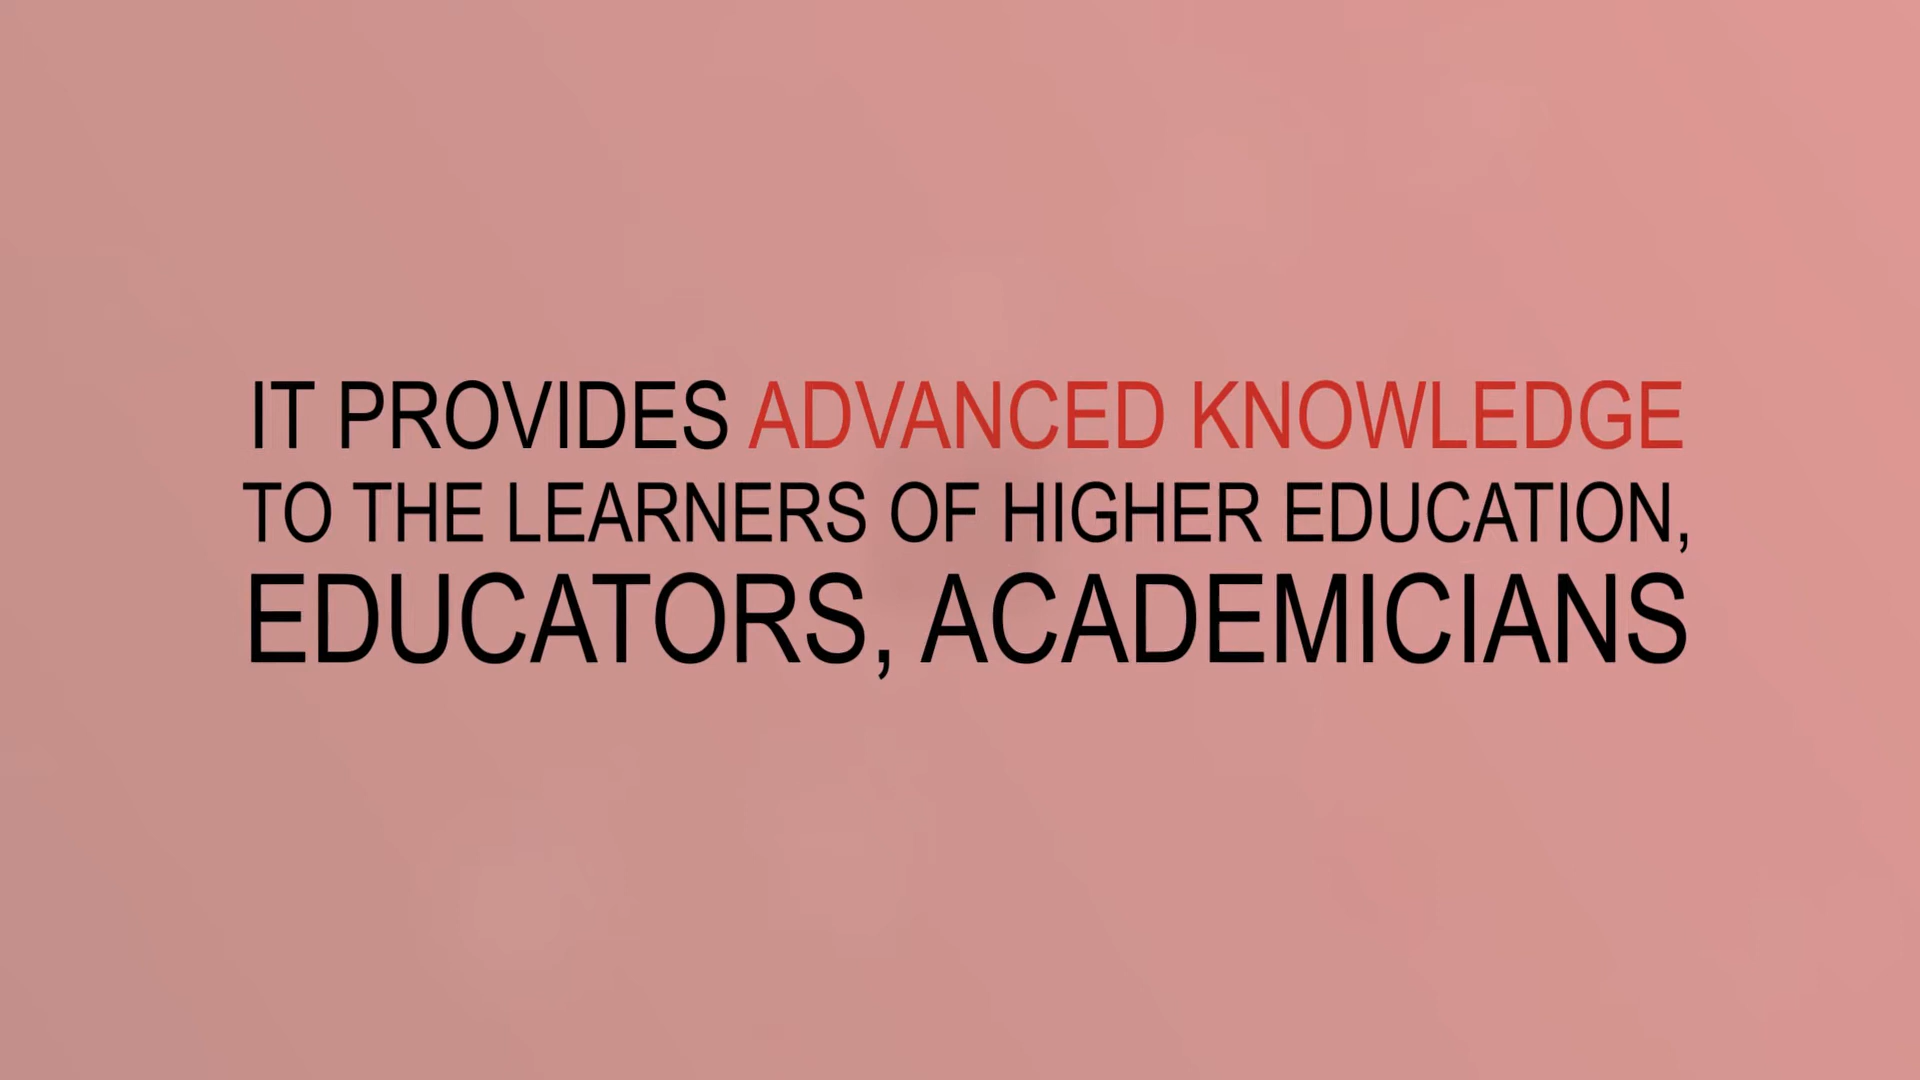 IT PROVIDES ADVANCED KNOWLEDGE
TO THE LEARNERS OF HIGHER EDUCATION,
EDUCATORS, ACADEMICIANS